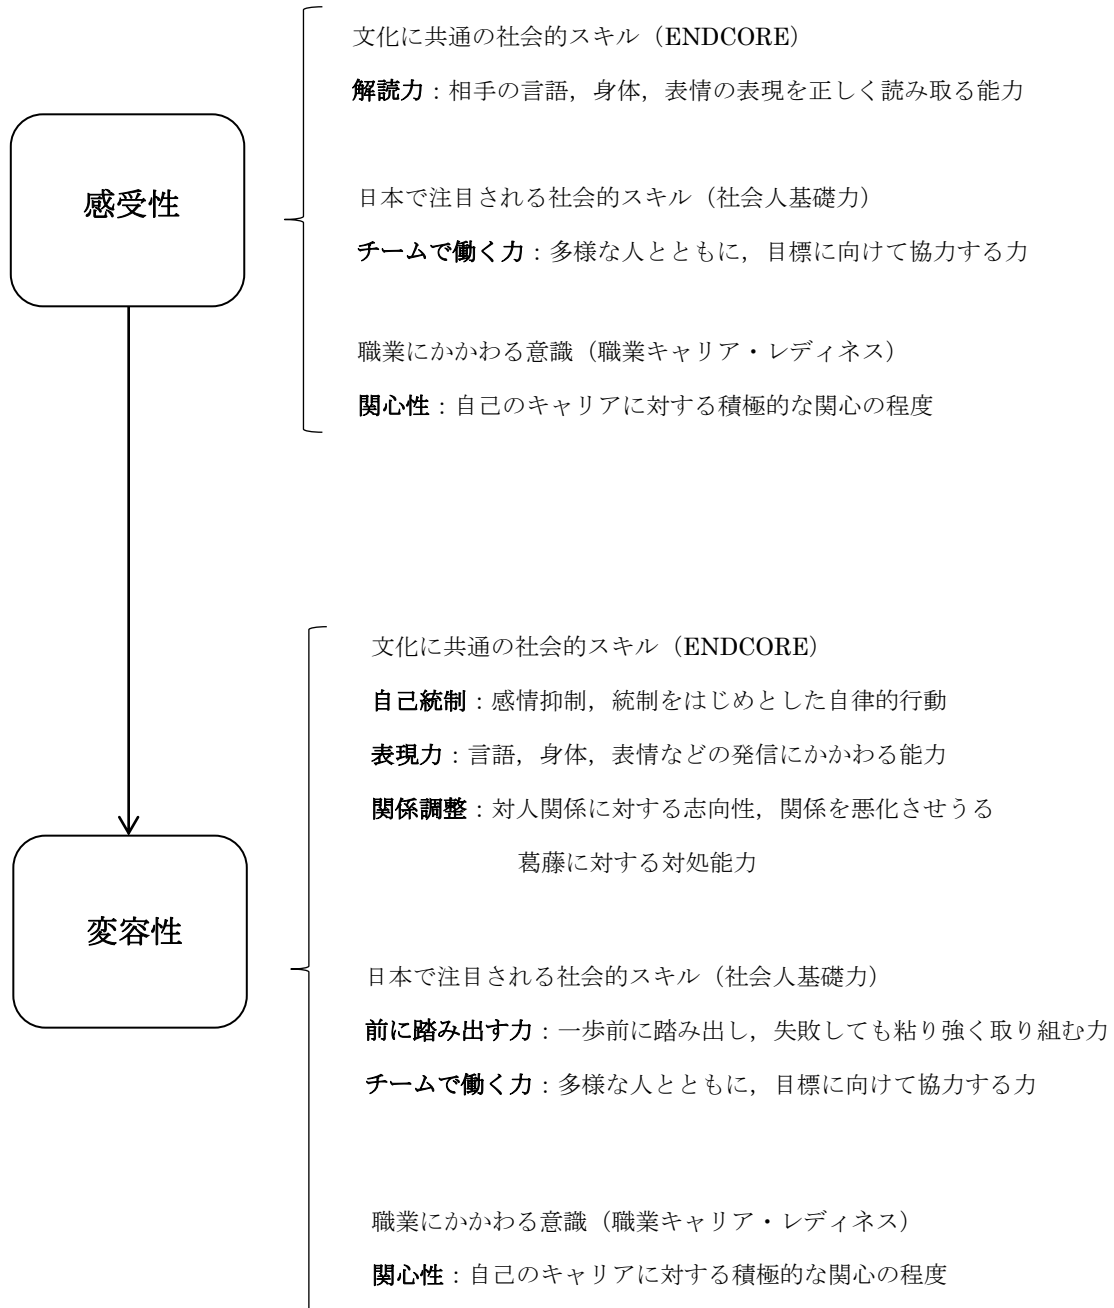 文化に共通の社会的スキル（ENDCORE）
解読力：相手の言語，身体，表情の表現を正しく読み取る能力
感受性
日本で注目される社会的スキル（社会人基礎力）
チームで働く力：多様な人とともに，目標に向けて協力する力
職業にかかわる意識（職業キャリア・レディネス）
関心性：自己のキャリアに対する積極的な関心の程度
文化に共通の社会的スキル（ENDCORE）
自己統制：感情抑制，統制をはじめとした自律的行動
表現力：言語，身体，表情などの発信にかかわる能力
関係調整：対人関係に対する志向性，関係を悪化させうる
葛藤に対する対処能力
変容性
日本で注目される社会的スキル（社会人基礎力）
前に踏み出す力：一歩前に踏み出し，失敗しても粘り強く取り組む力
チームで働く力：多様な人とともに，目標に向けて協力する力
職業にかかわる意識（職業キャリア・レディネス）
関心性：自己のキャリアに対する積極的な関心の程度